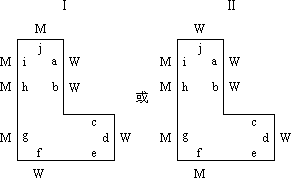 I II
M W
j j
M i a W M i a W
M h b W 或 M h b W
c c
M g d W M g d W
f e f e
W M